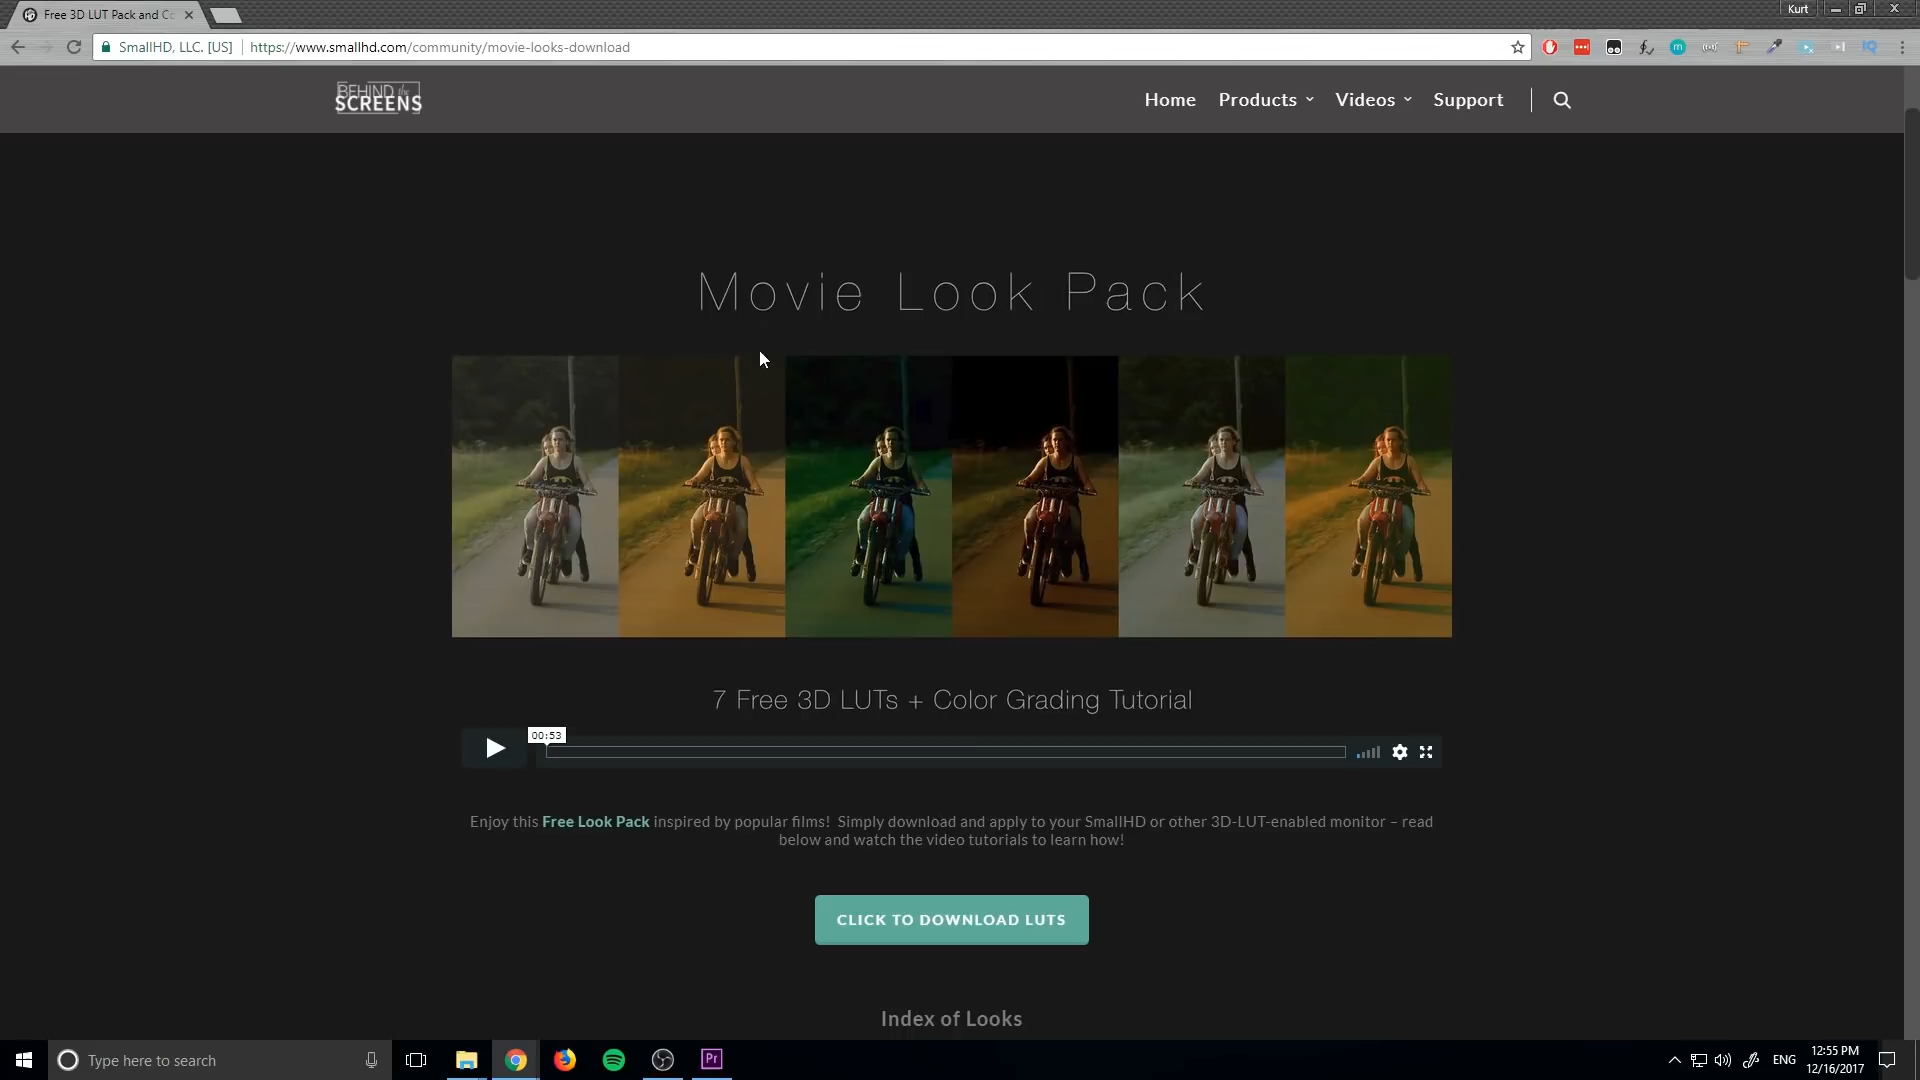 Free 3D LUT Pack and Cc
Kurt
SmallHD, LLC. [US]
https://www.smallhd.com/community/movie-looks-download
BEHIND the
SCREENS
Home
Products
Videos
Support
Movie Look Pack
7 Free 3D LUTs + Color Grading Tutorial
00:53
Enjoy this Free Look Pack inspired by popular films! Simply download and apply to your SmallHD or other 3D-LUT-enabled monitor – read
below and watch the video tutorials to learn how!
CLICK TO DOWNLOAD LUTS
Index of Looks
Type here to search
Pr
ENG
12:55 PM
12/16/2017